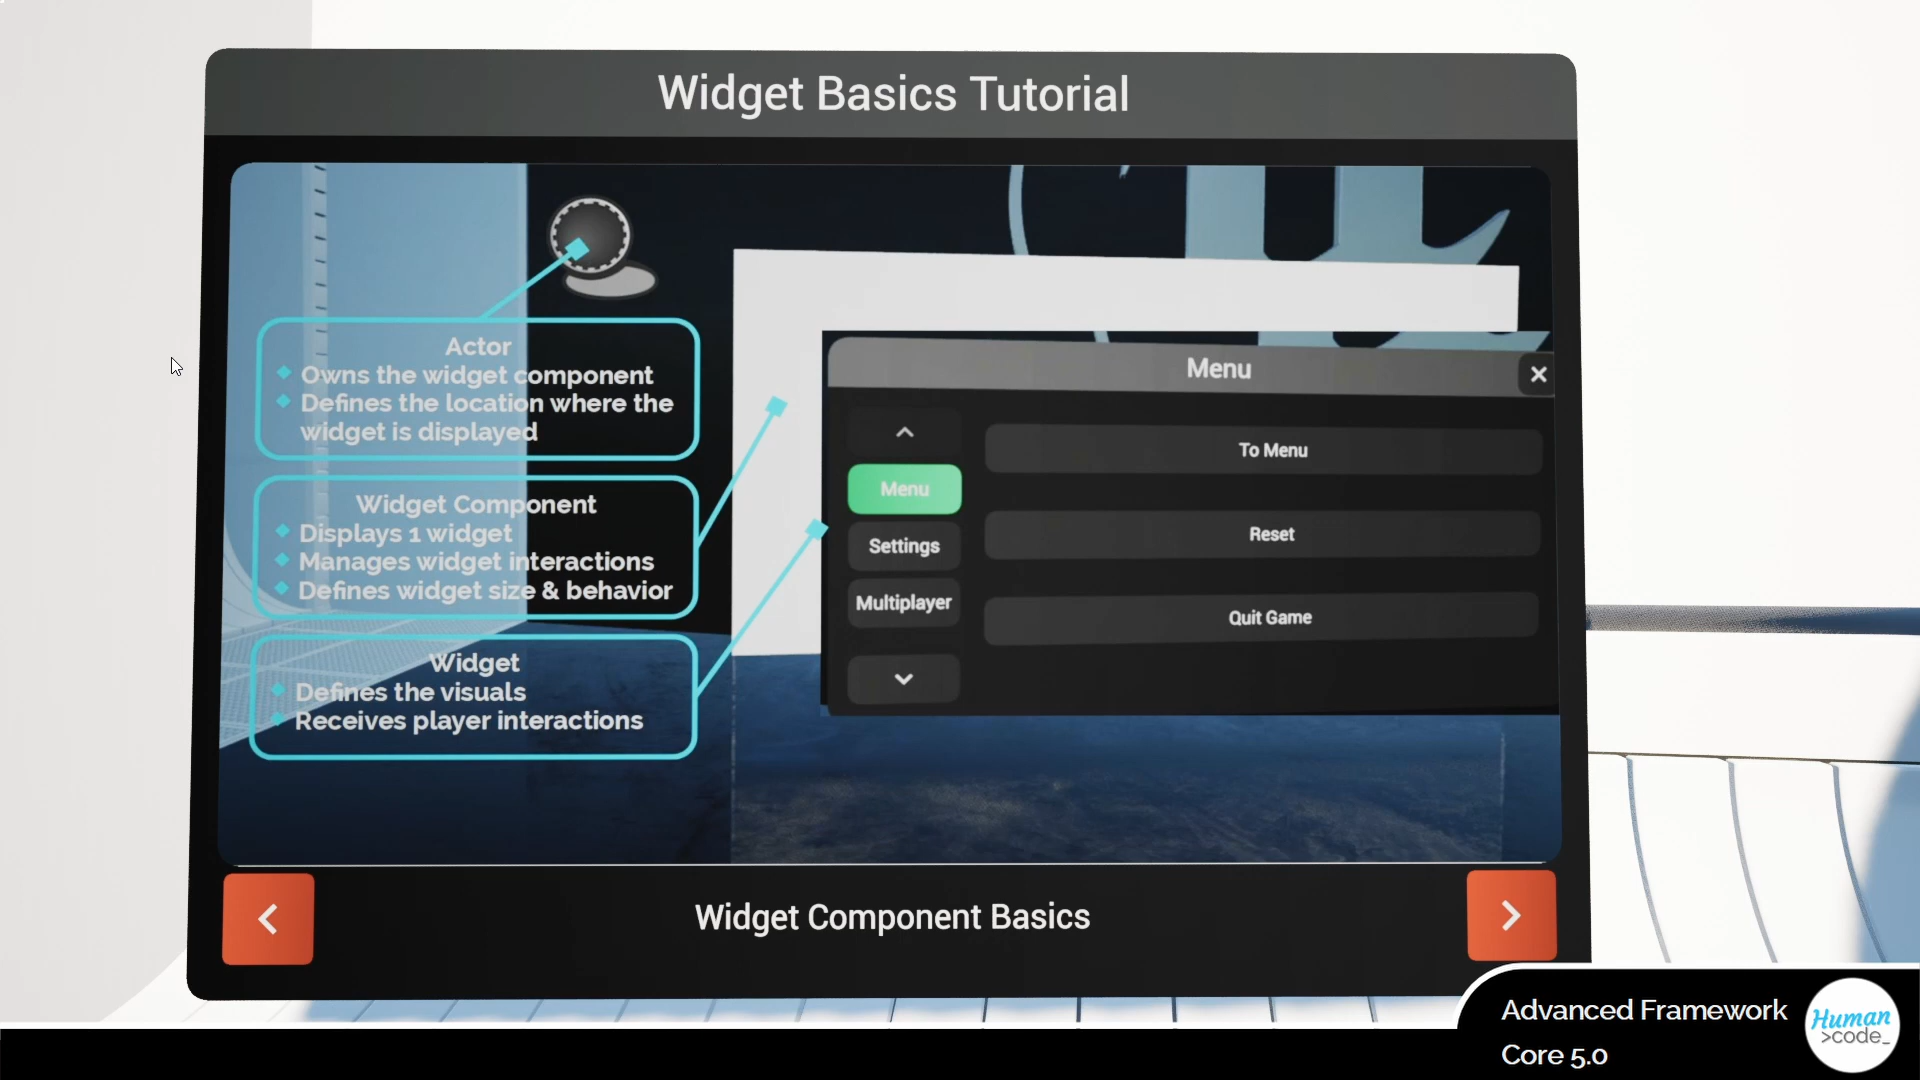 Widget Basics Tutorial
Actor
Owns the widget component
Defines the location where the
widget is displayed
Widget Component
Displays 1 widget
Manages widget interactions
Defines widget size & behavior
Widget
Defines the visuals
Receives player interactions
Menu
Menu
Settings
Multiplayer
To Menu
Reset
Quit Game
Widget Component Basics
Advanced Framework
Core 5.0
Human
>code_